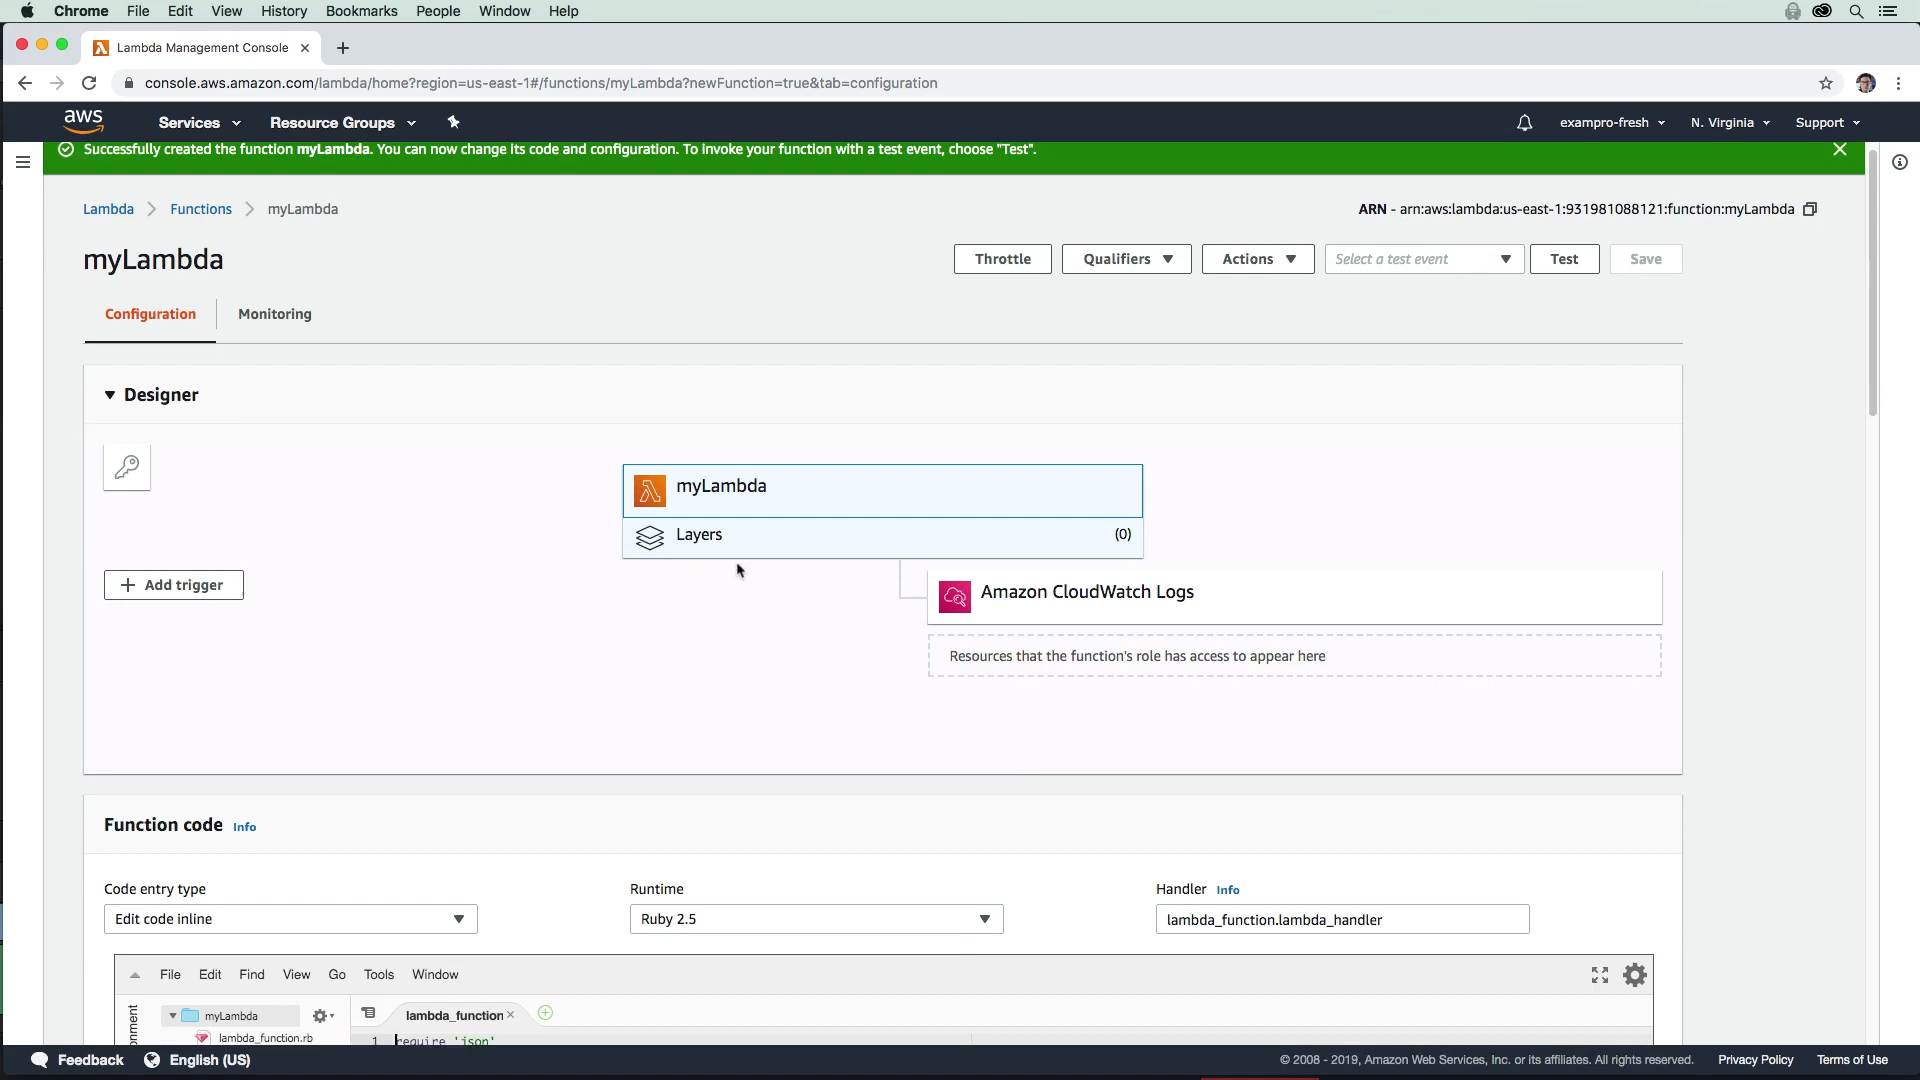 Chrome File Edit View History Bookmarks People Window Help
Lambda Management Console
console.aws.amazon.com/lambda/home?region=us-east-1#/functions/myLambda?newFunction=true&tab=configuration
aws Services Resource Groups exampro-fresh N. Virginia Support
Successfully created the function myLambda. You can now change its code and configuration. To invoke your function with a test event, choose "Test".
Lambda Functions myLambda ARN - arn:aws:lambda:us-east-1:931981088121:function:myLambda
myLambda Throttle Qualifiers Actions Select a test event Test Save
Configuration Monitoring
Designer
myLambda
Layers (0)
Add trigger
Amazon CloudWatch Logs
Resources that the function's role has access to appear here
Function code Info
Code entry type Runtime Handler Info
Edit code inline Ruby 2.5 lambda_function.lambda_handler
File Edit Find View Go Tools Window
myLambda lambda_function
lambda_function.rb
1 require 'json'
Feedback English (US) © 2008 - 2019, Amazon Web Services, Inc. or its affiliates. All rights reserved. Privacy Policy Terms of Use